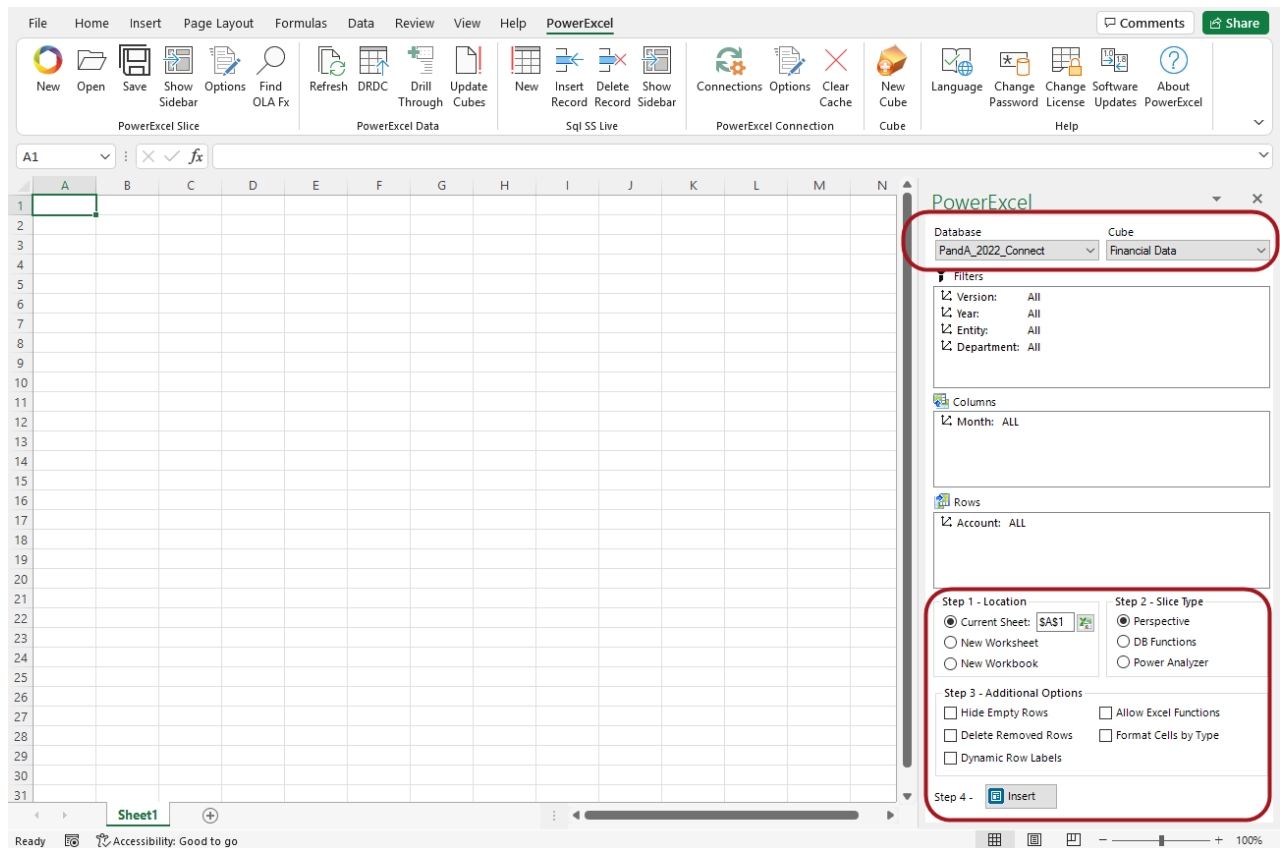 File Home Insert Page Layout Formulas Data Review View Help PowerExcel Comments Share
New Open Save Show Sidebar Options Find OLA Fx Refresh DRDC Drill Through Update Cubes New Insert Record Delete Record Show Sidebar Connections Options Clear Cache New Cube Language Change Password Change License Software Updates About PowerExcel
PowerExcel Slice PowerExcel Data Sql SS Live PowerExcel Connection Cube Help
A1 fx
A B C D E F G H I J K L M N
1
2
3
4
5
6
7
8
9
10
11
12
13
14
15
16
17
18
19
20
21
22
23
24
25
26
27
28
29
30
31
PowerExcel
Database Cube
PandA_2022_Connect Financial Data
Filters
Version: All
Year: All
Entity: All
Department: All
Columns
Month: ALL
Rows
Account: ALL
Step 1 - Location
Current Sheet: $A$1
New Worksheet
New Workbook
Step 2 - Slice Type
Perspective
DB Functions
Power Analyzer
Step 3 - Additional Options
Hide Empty Rows Allow Excel Functions
Delete Removed Rows Format Cells by Type
Dynamic Row Labels
Step 4 - Insert
Sheet1
Ready Accessibility: Good to go 100%